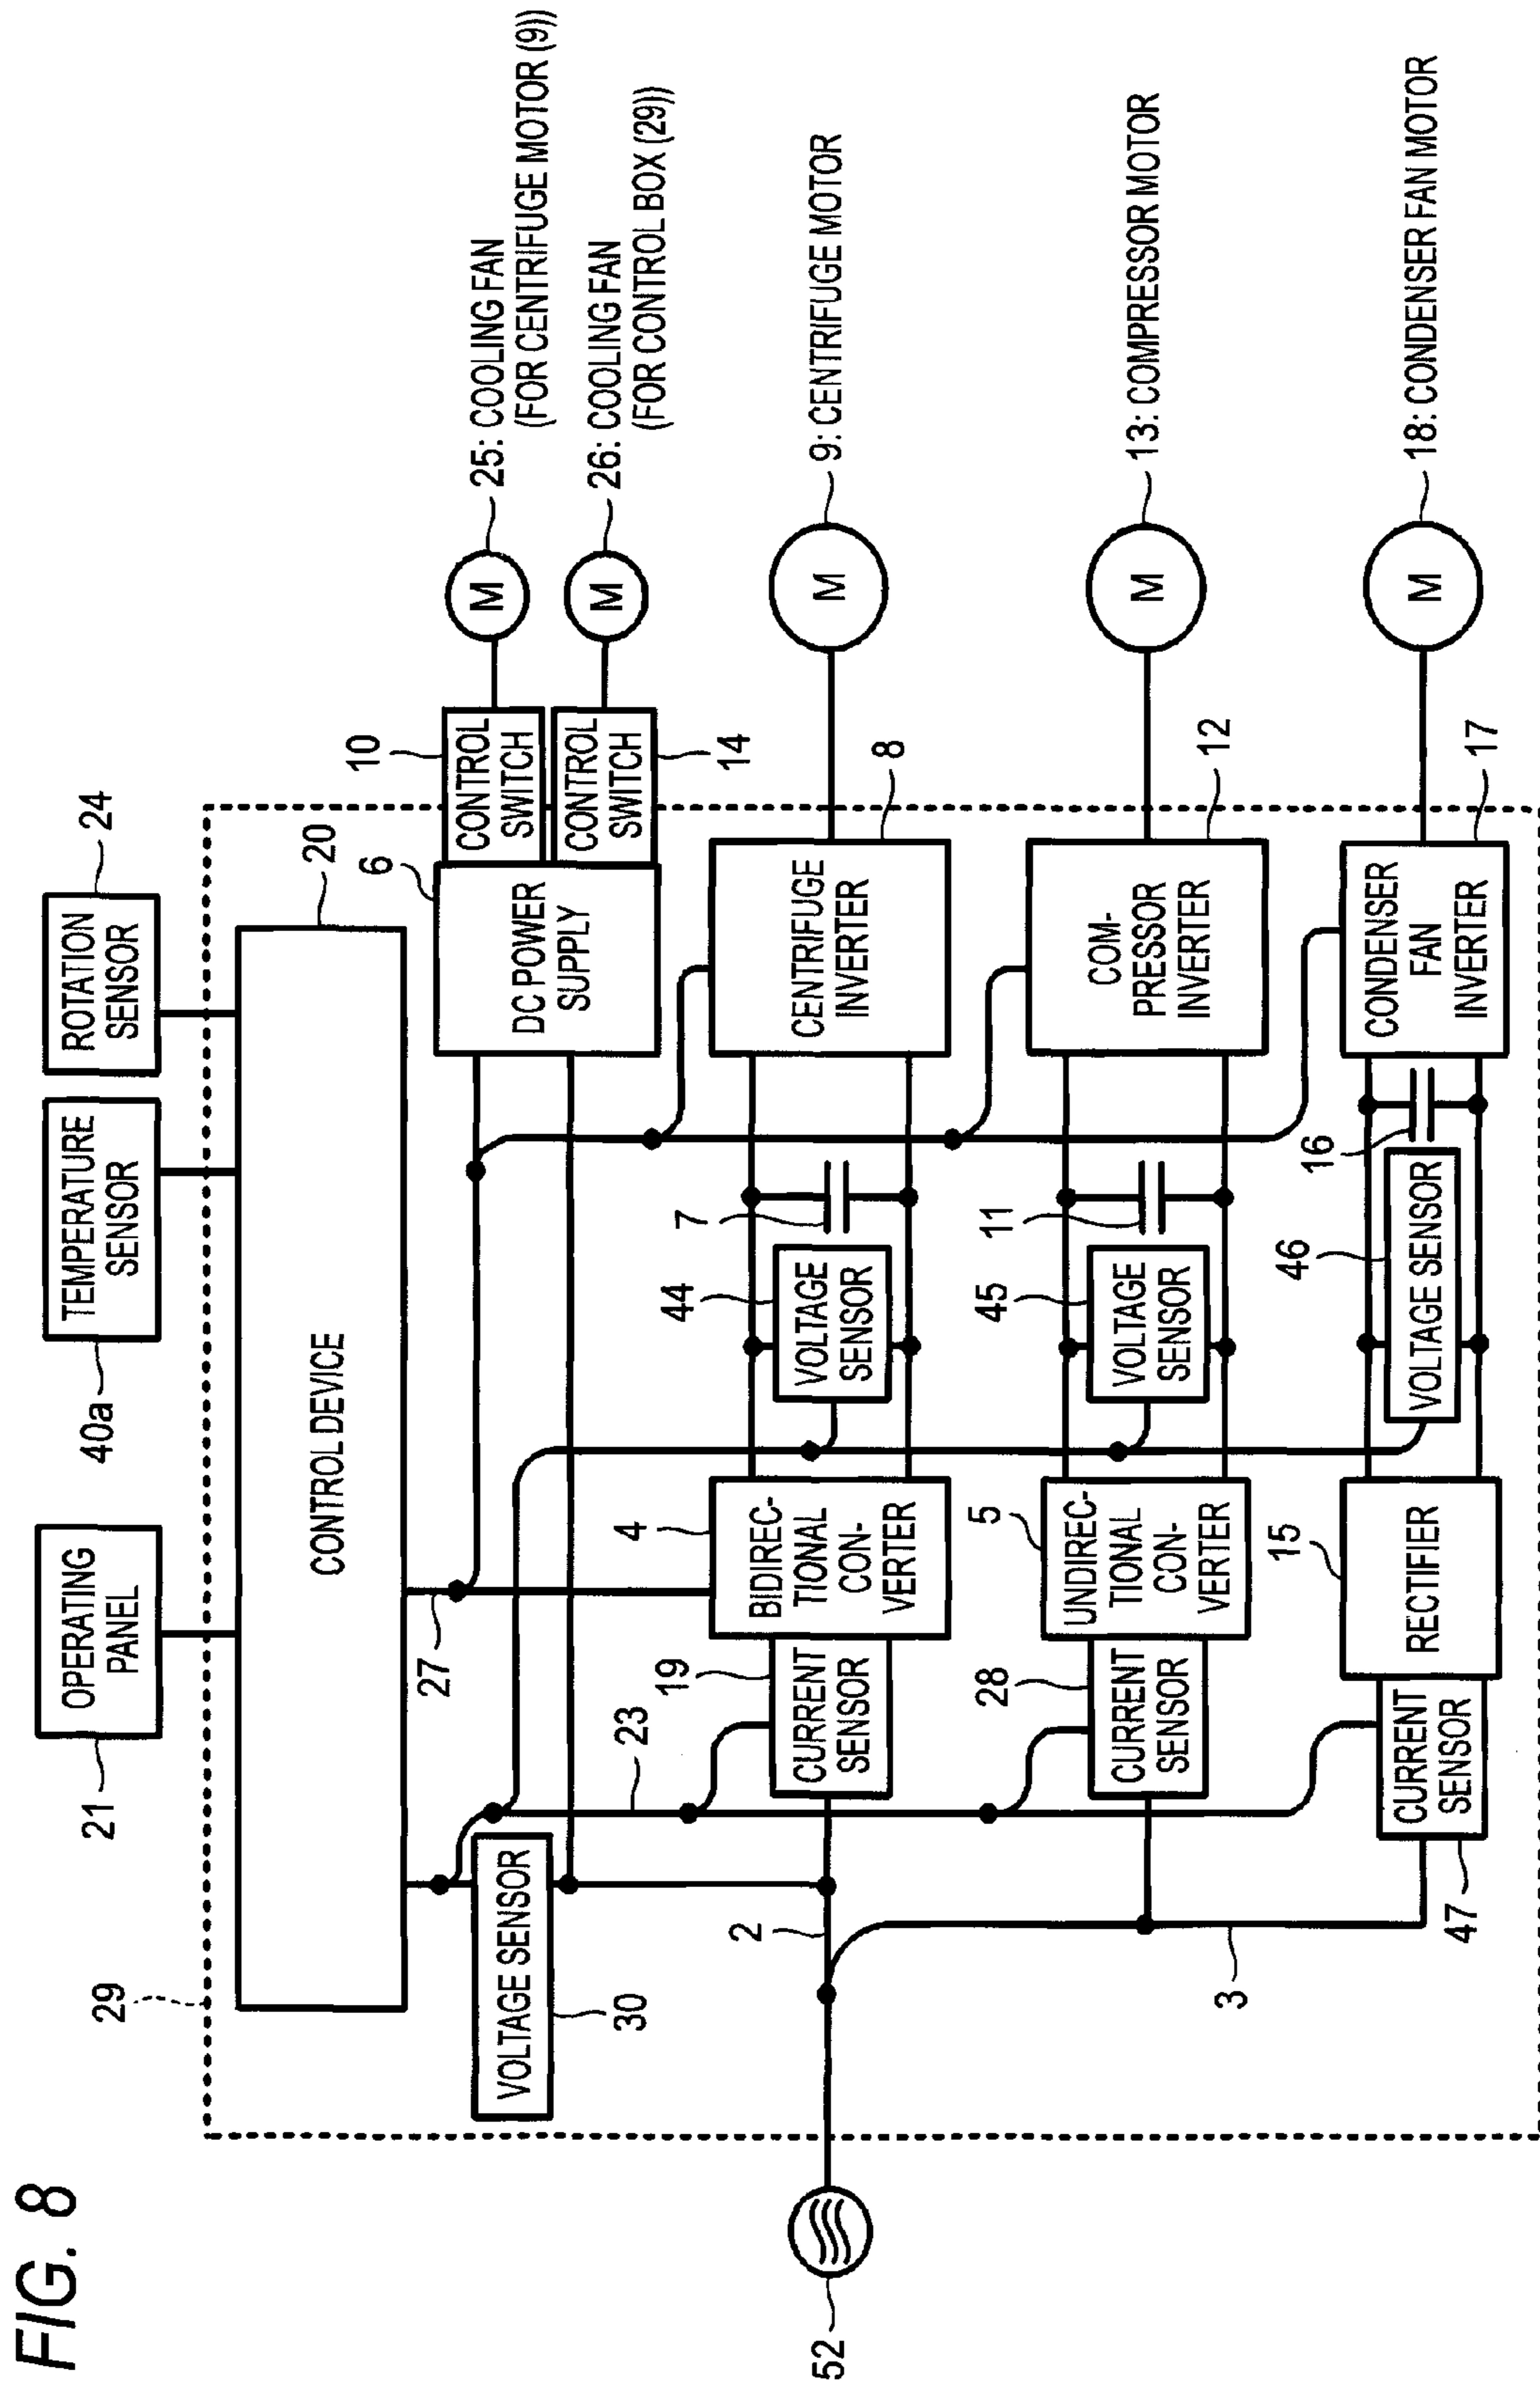 FIG. 8
21
OPERATING
PANEL
40a
TEMPERATURE
SENSOR
24
ROTATION
SENSOR
29
CONTROL DEVICE
20
VOLTAGE SENSOR
30
27
23
6
DC POWER
SUPPLY
10
CONTROL
SWITCH
CONTROL
SWITCH
14
M
25: COOLING FAN
(FOR CENTRIFUGE MOTOR (9))
M
26: COOLING FAN
(FOR CONTROL BOX (29))
52
2
19
CURRENT
SENSOR
4
BIDIREC-
TIONAL
CON-
VERTER
44
VOLTAGE
SENSOR
7
CENTRIFUGE
INVERTER
8
M
9: CENTRIFUGE MOTOR
3
28
CURRENT
SENSOR
5
UNDIREC-
TIONAL
CON-
VERTER
45
VOLTAGE
SENSOR
11
COM-
PRESSOR
INVERTER
12
M
13: COMPRESSOR MOTOR
47
CURRENT
SENSOR
15
RECTIFIER
46
VOLTAGE SENSOR
16
CONDENSER
FAN
INVERTER
17
M
18: CONDENSER FAN MOTOR